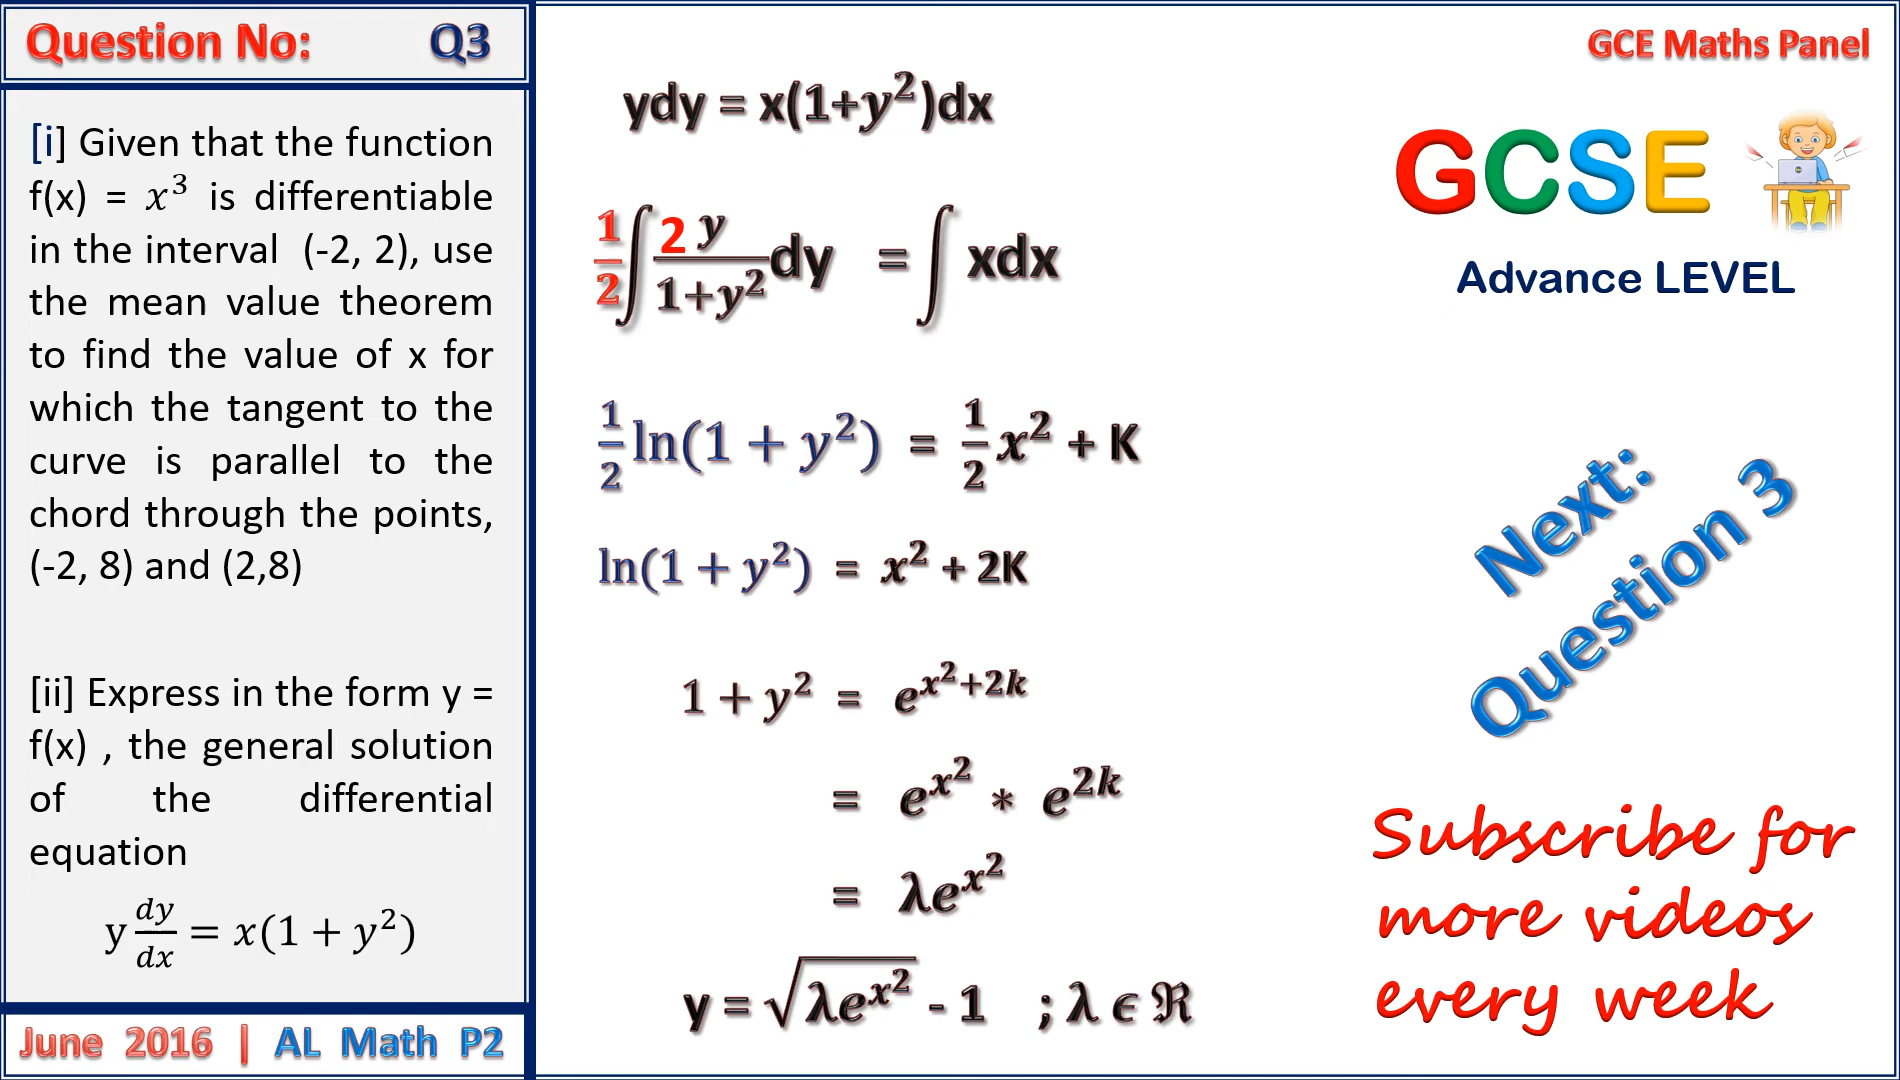 Question No: Q3
[i] Given that the function
f(x) = x³ is differentiable
in the interval (-2, 2), use
the mean value theorem
to find the value of x for
which the tangent to the
curve is parallel to the
chord through the points,
(-2, 8) and (2,8)
[ii] Express in the form y =
f(x) , the general solution
of the differential
equation
y dy/dx = x(1 + y²)
June 2016 | AL Math P2
ydy = x(1+y²)dx
1/2 ∫ 2 y/(1+y²) dy = ∫ xdx
1/2 ln(1 + y²) = 1/2 x² + K
ln(1 + y²) = x² + 2K
1 + y² = e^(x²+2k)
= e^(x²) * e^(2k)
= λe^(x²)
y = √(λe^(x²)) - 1 ; λ ϵ ℜ
GCE Maths Panel
GCSE
Advance LEVEL
Next:
Question 3
Subscribe for
more videos
every week